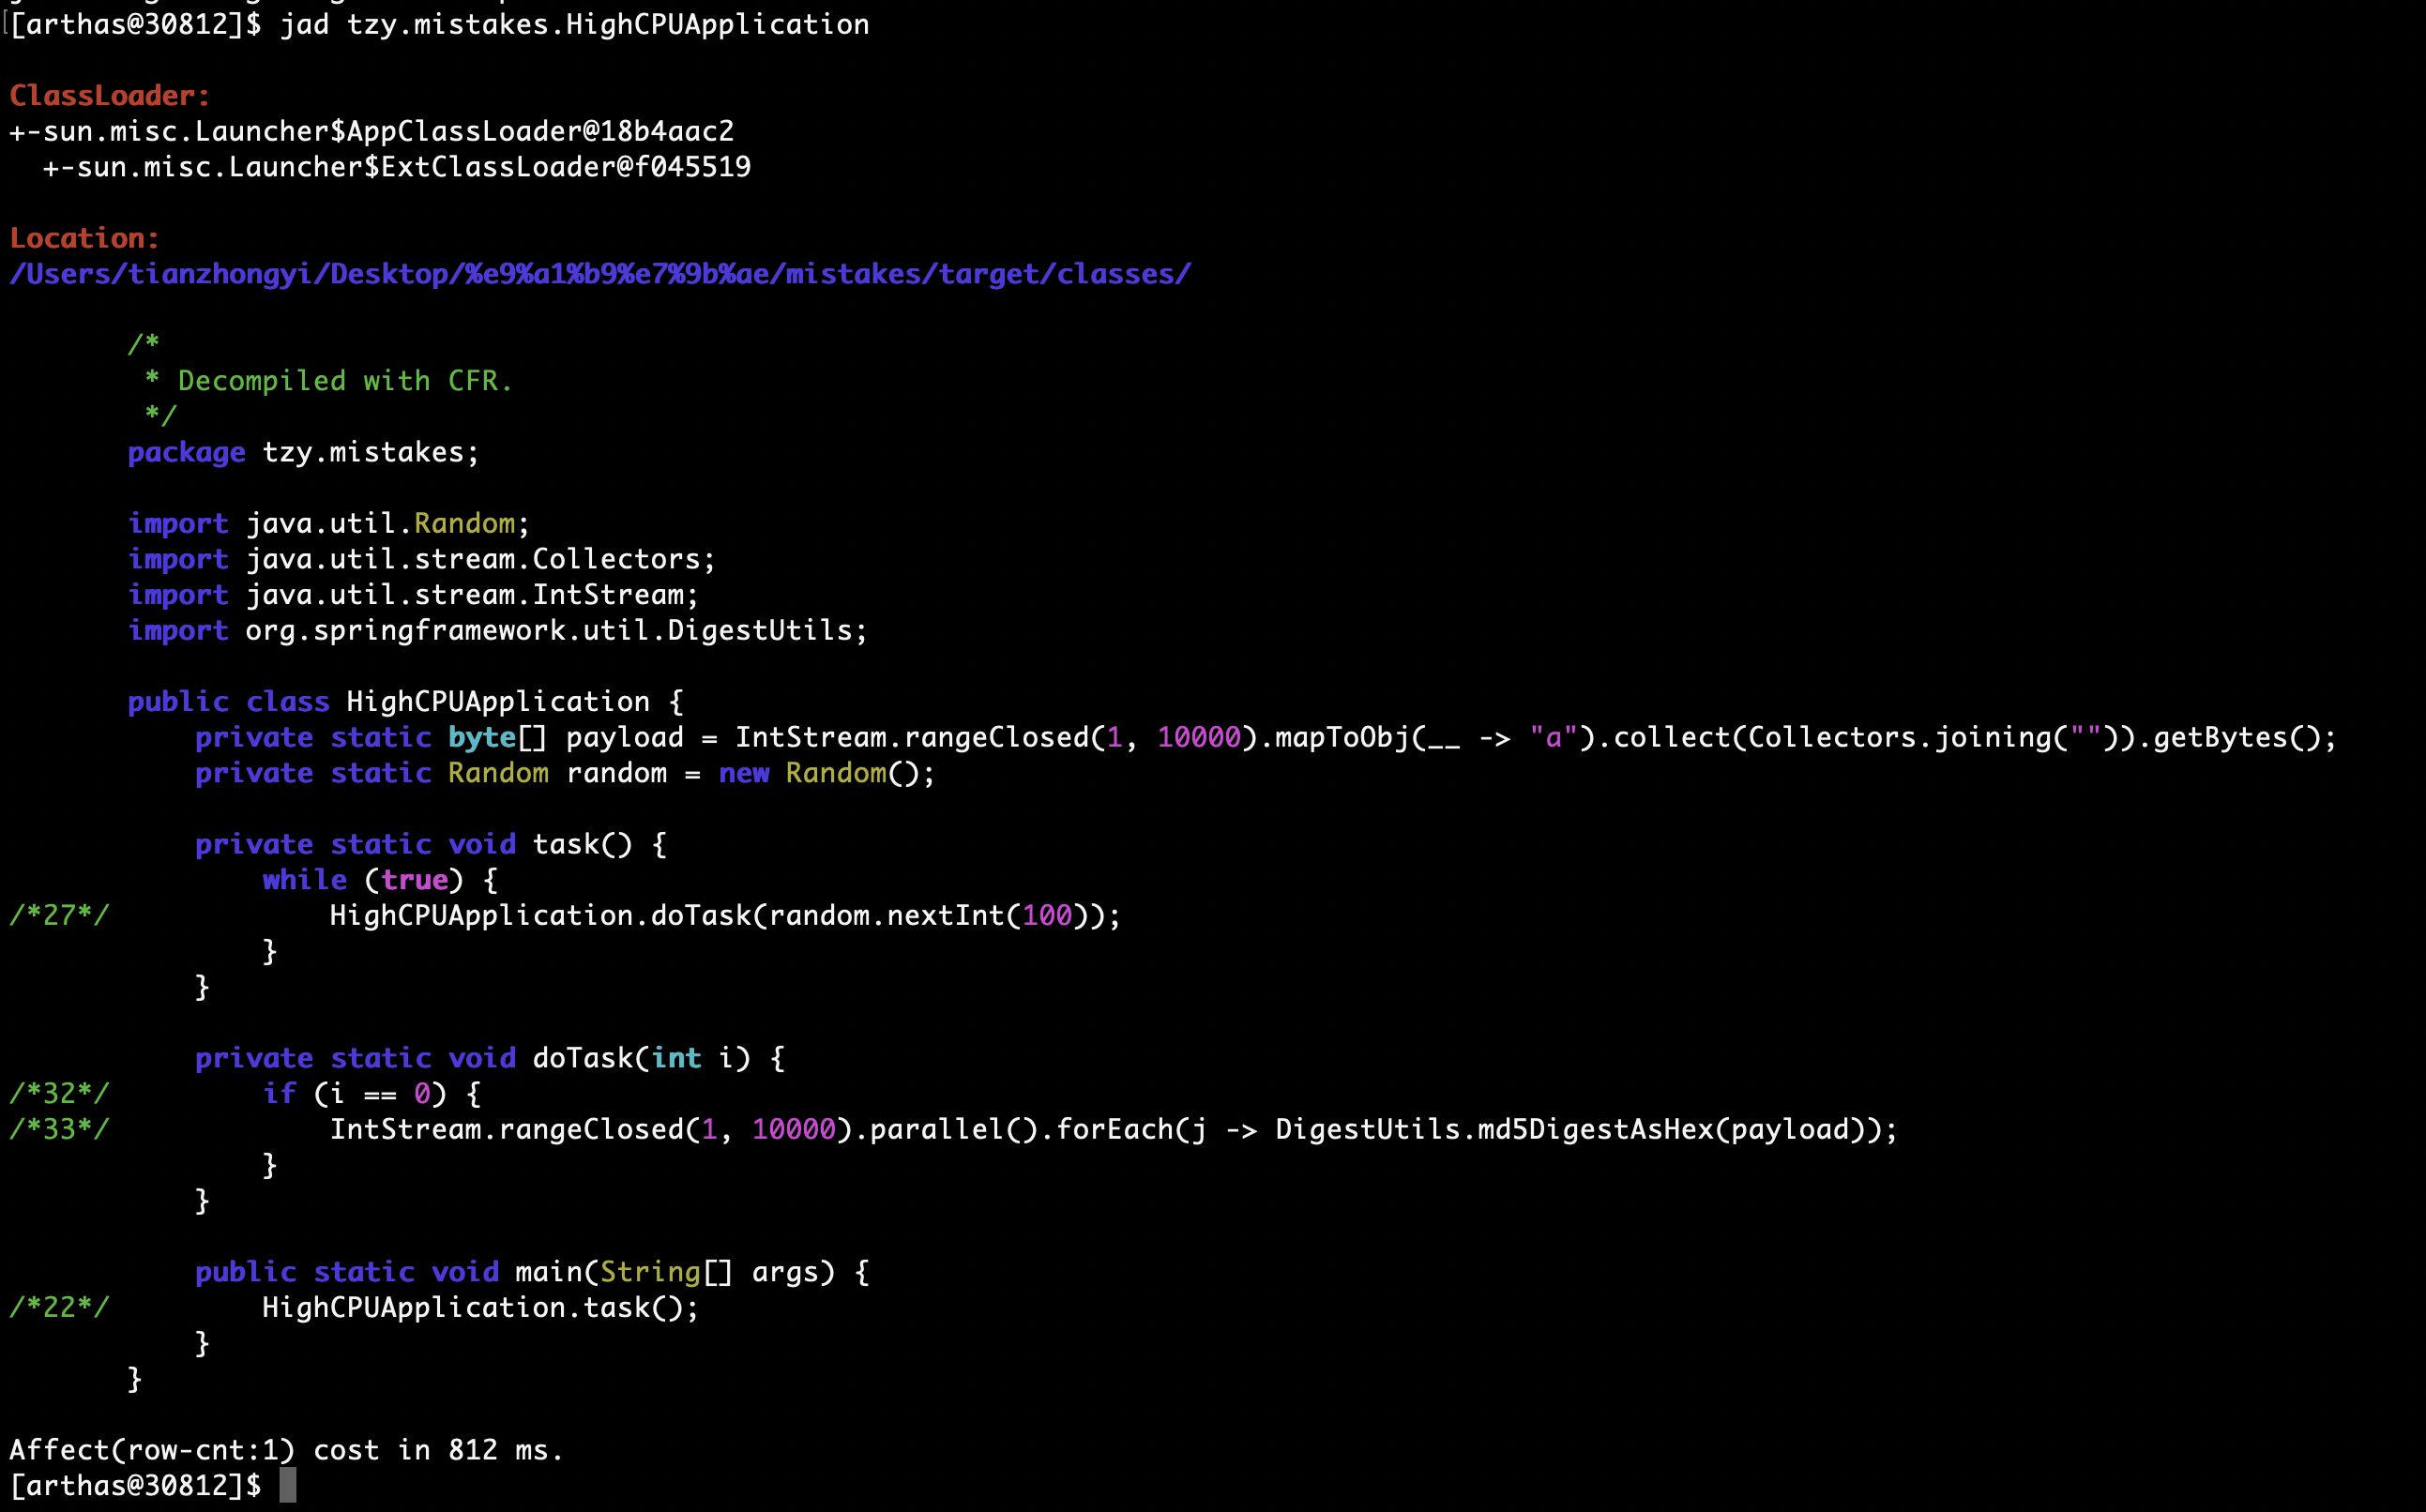 [arthas@30812]$ jad tzy.mistakes.HighCPUApplication
ClassLoader:
+-sun.misc.Launcher$AppClassLoader@18b4aac2
  +-sun.misc.Launcher$ExtClassLoader@f045519
Location:
/Users/tianzhongyi/Desktop/%e9%a1%b9%e7%9b%ae/mistakes/target/classes/
       /*
        * Decompiled with CFR.
        */
       package tzy.mistakes;
       import java.util.Random;
       import java.util.stream.Collectors;
       import java.util.stream.IntStream;
       import org.springframework.util.DigestUtils;
       public class HighCPUApplication {
           private static byte[] payload = IntStream.rangeClosed(1, 10000).mapToObj(__ -> "a").collect(Collectors.joining("")).getBytes();
           private static Random random = new Random();
           private static void task() {
               while (true) {
/*27*/             HighCPUApplication.doTask(random.nextInt(100));
               }
           }
           private static void doTask(int i) {
/*32*/         if (i == 0) {
/*33*/             IntStream.rangeClosed(1, 10000).parallel().forEach(j -> DigestUtils.md5DigestAsHex(payload));
               }
           }
           public static void main(String[] args) {
/*22*/         HighCPUApplication.task();
           }
       }
Affect(row-cnt:1) cost in 812 ms.
[arthas@30812]$